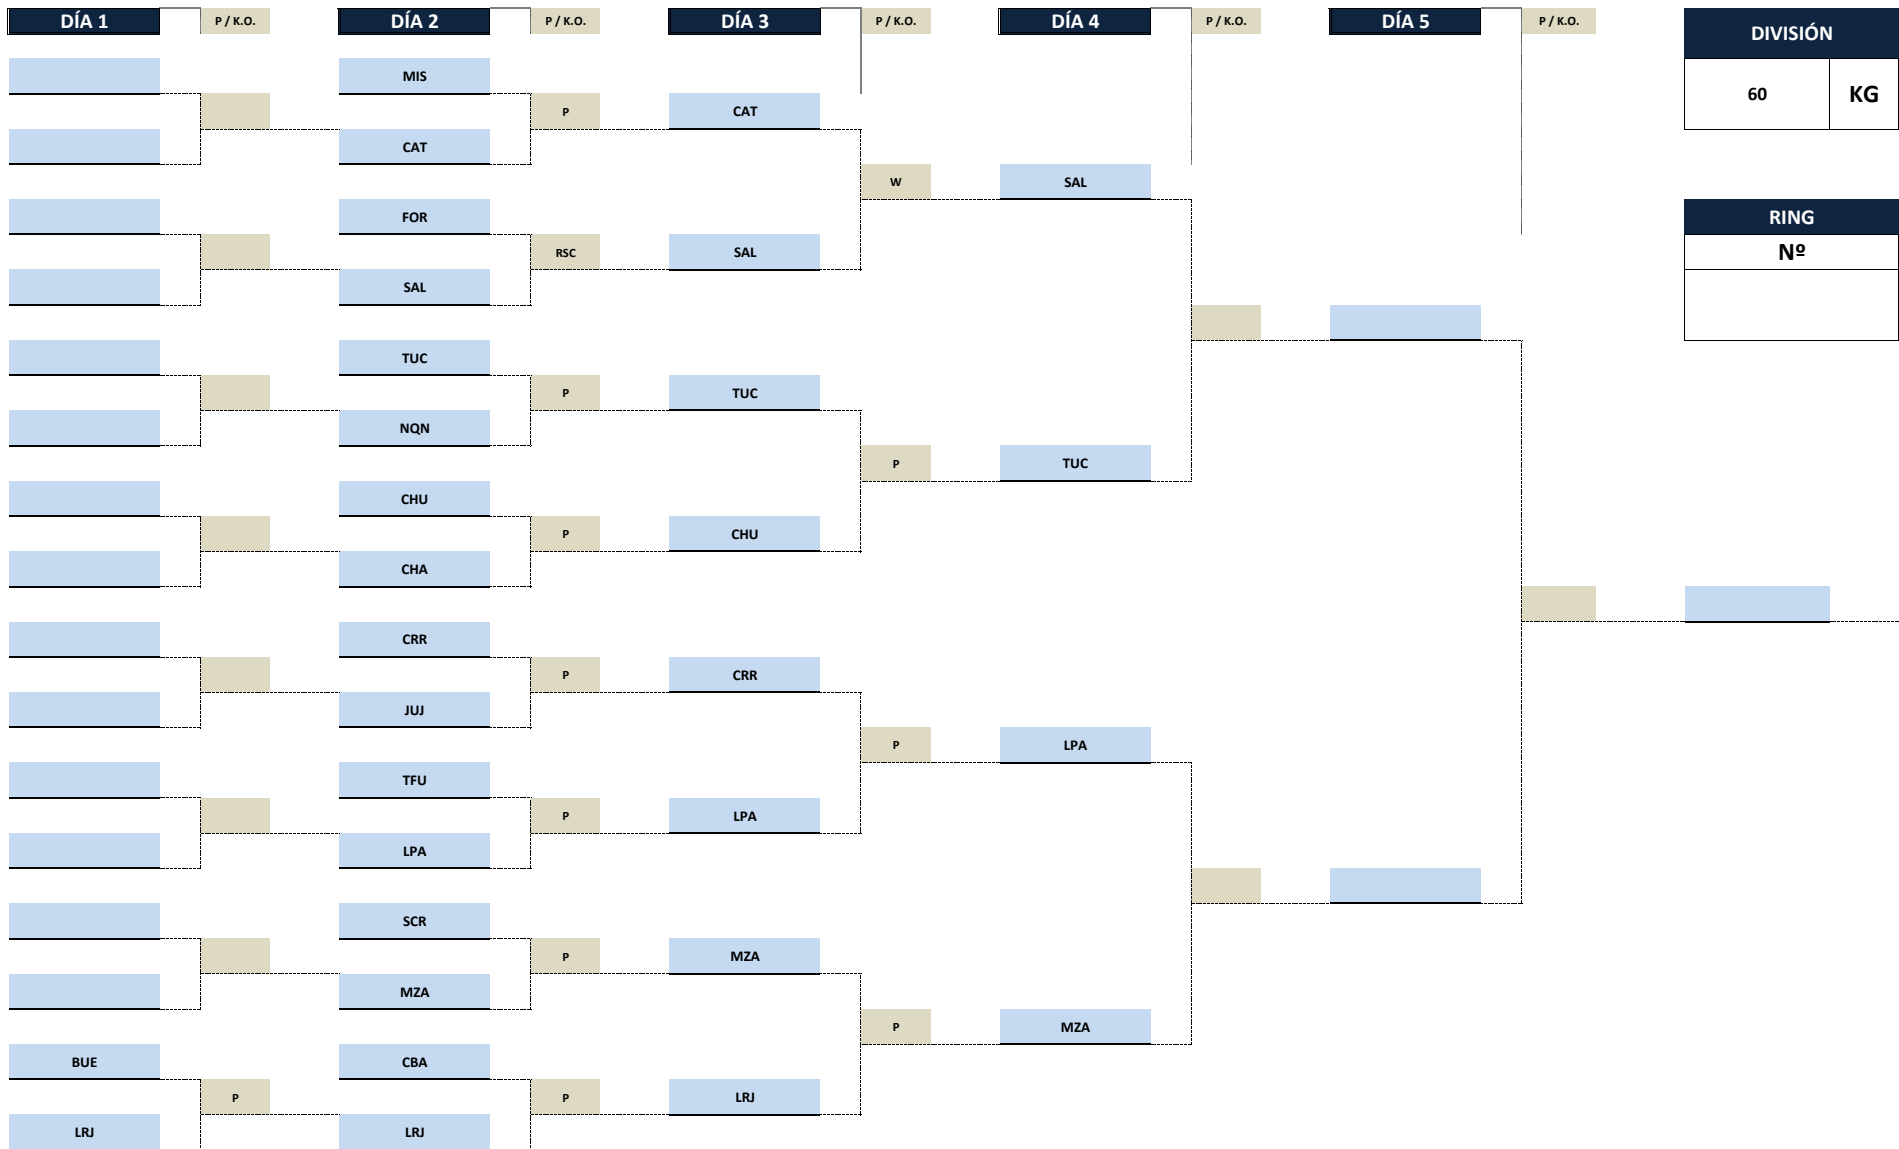 DÍA 1 P / K.O. DÍA 2 P / K.O. DÍA 3 P / K.O. DÍA 4 P / K.O. DÍA 5 P / K.O. DIVISIÓN
MIS
60 KG
P CAT
CAT
W SAL
FOR RING
RSC SAL Nº
SAL
TUC
P TUC
NQN
P TUC
CHU
P CHU
CHA
CRR
P CRR
JUJ
P LPA
TFU
P LPA
LPA
SCR
P MZA
MZA
P MZA
BUE CBA
P P LRJ
LRJ LRJ